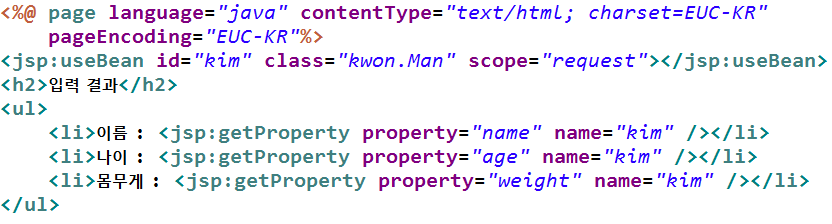 <%@ page language="java" contentType="text/html; charset=EUC-KR"
    pageEncoding="EUC-KR"%>
<jsp:useBean id="kim" class="kwon.Man" scope="request"></jsp:useBean>
<h2>입력 결과</h2>
<ul>
    <li>이름 : <jsp:getProperty property="name" name="kim" /></li>
    <li>나이 : <jsp:getProperty property="age" name="kim" /></li>
    <li>몸무게 : <jsp:getProperty property="weight" name="kim" /></li>
</ul>